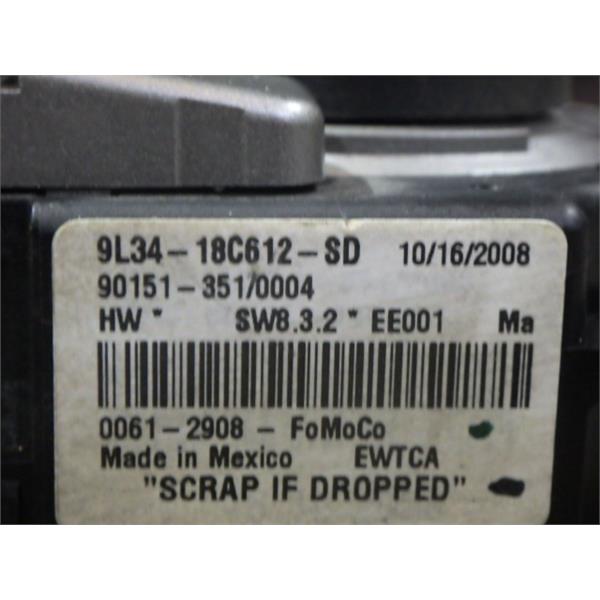 9L34-18C612-SD 10/16/2008
90151-351/0004
HW * SW8.3.2 * EE001 Ma
0061-2908 - FoMoCo
Made in Mexico EWTCA
"SCRAP IF DROPPED"